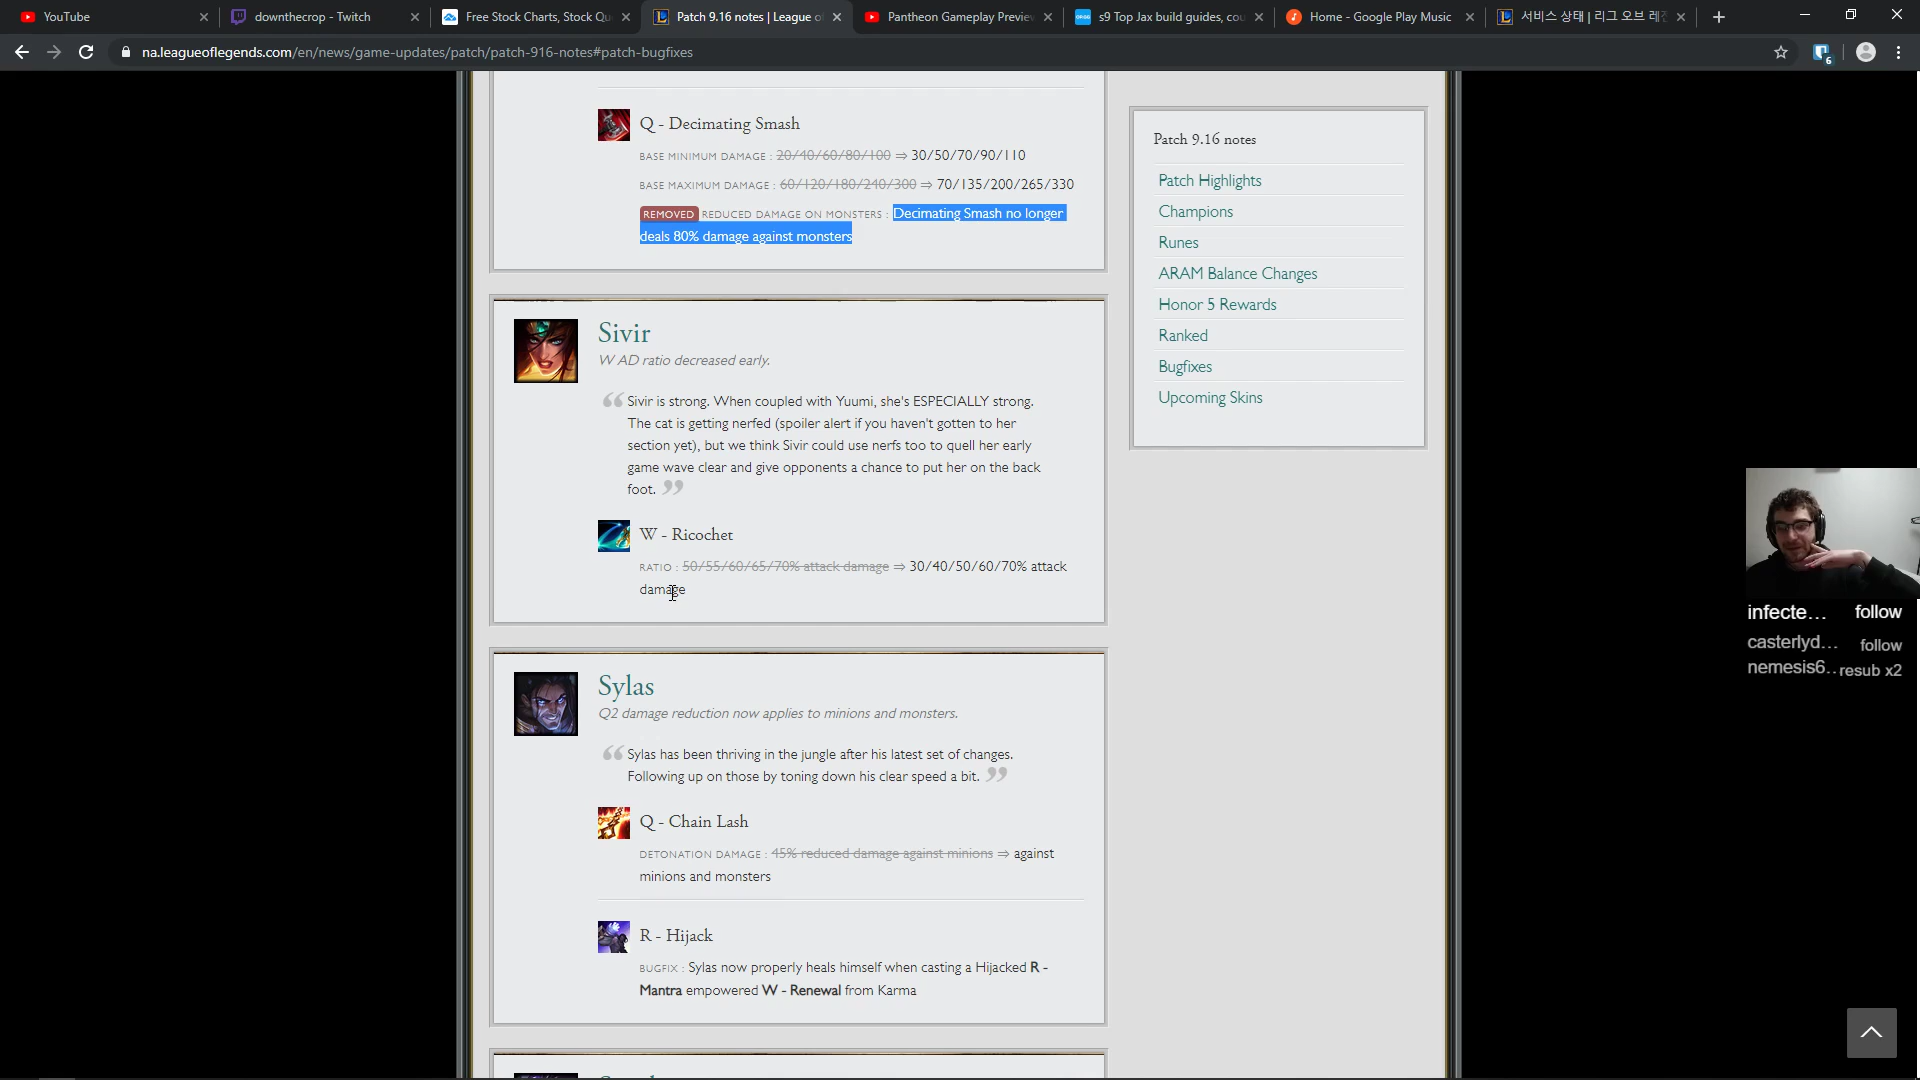 YouTube
downthecrop - Twitch
Free Stock Charts, Stock Qu
Patch 9.16 notes | League o
Pantheon Gameplay Preview
s9 Top Jax build guides, cou
Home - Google Play Music
서비스 상태 | 리그 오브 레전
na.leagueoflegends.com/en/news/game-updates/patch/patch-916-notes#patch-bugfixes
6
Q - Decimating Smash
BASE MINIMUM DAMAGE : 20/40/60/80/100 ⇒ 30/50/70/90/110
BASE MAXIMUM DAMAGE : 60/120/180/240/300 ⇒ 70/135/200/265/330
REMOVED REDUCED DAMAGE ON MONSTERS : Decimating Smash no longer
deals 80% damage against monsters
Sivir
W AD ratio decreased early.
“ Sivir is strong. When coupled with Yuumi, she's ESPECIALLY strong.
The cat is getting nerfed (spoiler alert if you haven't gotten to her
section yet), but we think Sivir could use nerfs too to quell her early
game wave clear and give opponents a chance to put her on the back
foot. ”
W - Ricochet
RATIO : 50/55/60/65/70% attack damage ⇒ 30/40/50/60/70% attack
damage
Sylas
Q2 damage reduction now applies to minions and monsters.
“ Sylas has been thriving in the jungle after his latest set of changes.
Following up on those by toning down his clear speed a bit. ”
Q - Chain Lash
DETONATION DAMAGE : 45% reduced damage against minions ⇒ against
minions and monsters
R - Hijack
BUGFIX : Sylas now properly heals himself when casting a Hijacked R -
Mantra empowered W - Renewal from Karma
Patch 9.16 notes
Patch Highlights
Champions
Runes
ARAM Balance Changes
Honor 5 Rewards
Ranked
Bugfixes
Upcoming Skins
infecte... follow
casterlyd... follow
nemesis6.. resub x2